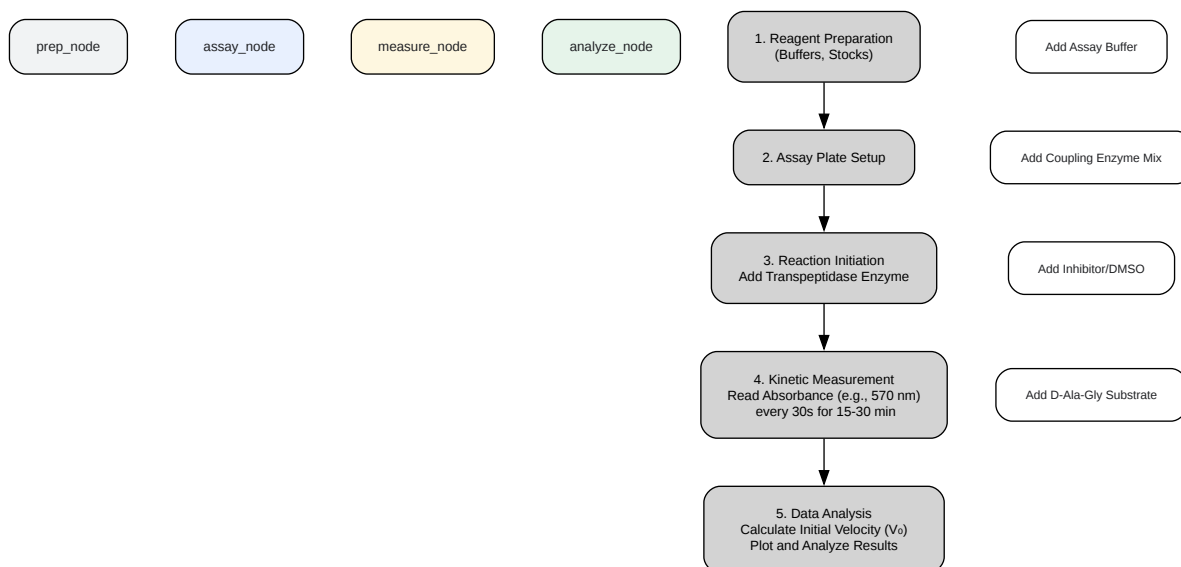 prep_node
assay_node
measure_node
analyze_node
1. Reagent Preparation
(Buffers, Stocks)
Add Assay Buffer
2. Assay Plate Setup
Add Coupling Enzyme Mix
3. Reaction Initiation
Add Transpeptidase Enzyme
Add Inhibitor/DMSO
4. Kinetic Measurement
Read Absorbance (e.g., 570 nm)
every 30s for 15-30 min
Add D-Ala-Gly Substrate
5. Data Analysis
Calculate Initial Velocity (V₀)
Plot and Analyze Results